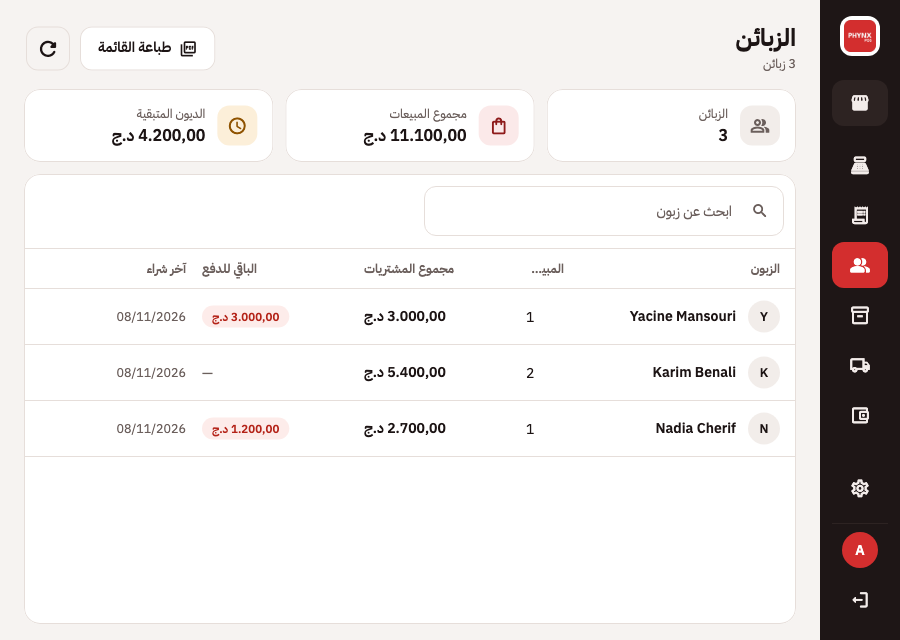 PHYNX
POS
الزبائن
3 زبائن
طباعة القائمة
PDF
الزبائن
3
مجموع المبيعات
11.100,00 د.ج
الديون المتبقية
4.200,00 د.ج
ابحث عن زبون
الزبون المبيـ... مجموع المشتريات الباقي للدفع آخر شراء
Y Yacine Mansouri 1 3.000,00 د.ج 3.000,00 د.ج 08/11/2026
K Karim Benali 2 5.400,00 د.ج — 08/11/2026
N Nadia Cherif 1 2.700,00 د.ج 1.200,00 د.ج 08/11/2026
A